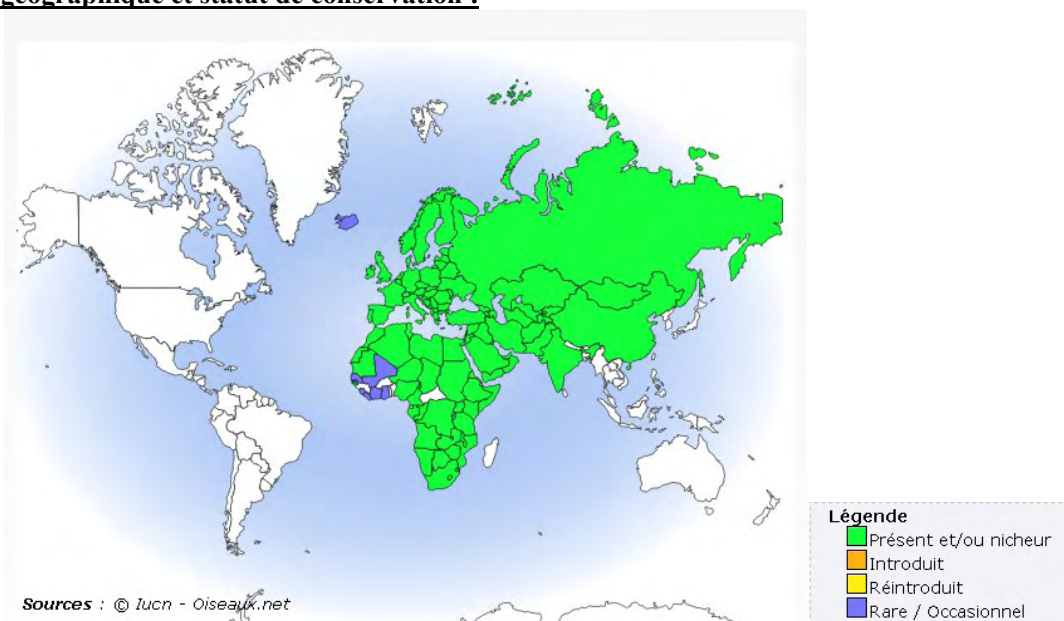 géographique et statut de conservation :
Sources : © Iucn - Oiseaux.net
Légende
Présent et/ou nicheur
Introduit
Réintroduit
Rare / Occasionnel